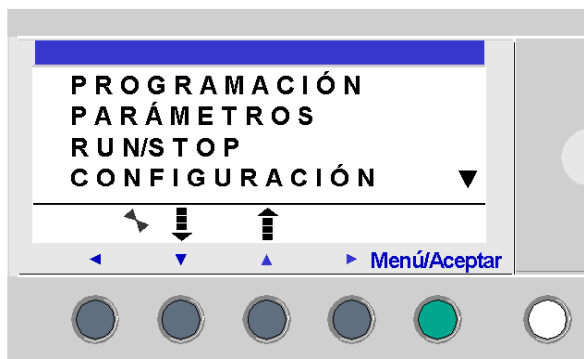 PROGRAMACIÓN
PARÁMETROS
RUN/STOP
CONFIGURACIÓN
Menú/Aceptar